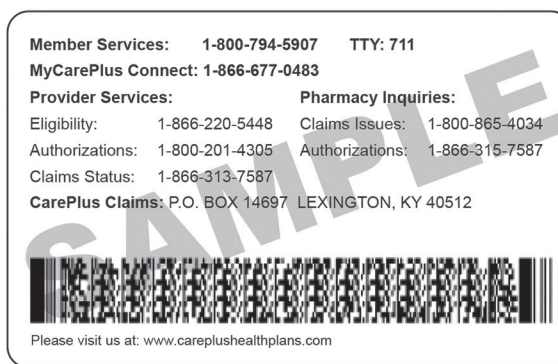 Member Services: 1-800-794-5907 TTY: 711
MyCarePlus Connect: 1-866-677-0483
Provider Services: Pharmacy Inquiries:
Eligibility: 1-866-220-5448 Claims Issues: 1-800-865-4034
Authorizations: 1-800-201-4305 Authorizations: 1-866-315-7587
Claims Status: 1-866-313-7587
CarePlus Claims: P.O. BOX 14697 LEXINGTON, KY 40512
SAMPLE
Please visit us at: www.careplushealthplans.com